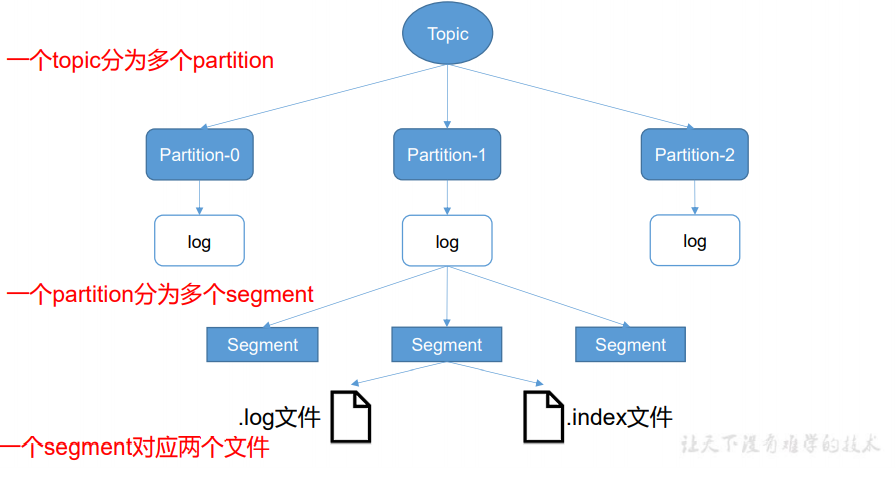 Topic
一个topic分为多个partition
Partition-0
Partition-1
Partition-2
log
log
log
一个partition分为多个segment
Segment
Segment
Segment
.log文件
.index文件
一个segment对应两个文件
让天下没有难学的技术